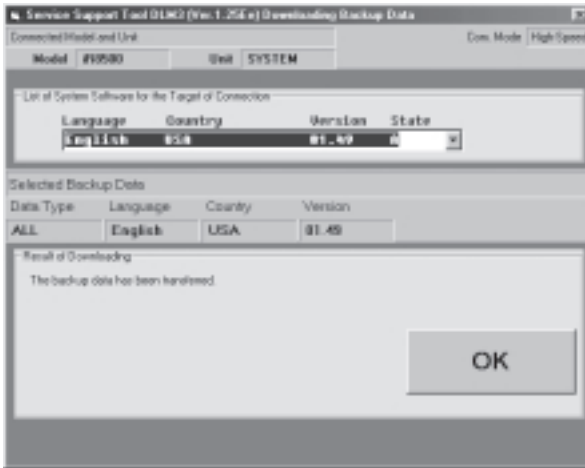 Service Support Tool DLM3 (Ver.1.25Ee) Downloading Backup Data
Connected Model and Unit
Com. Mode High Speed
Model Unit SYSTEM
List of System Software for the Target of Connection
Language Country Version State
English USA 01.49
Selected Backup Data
Data Type Language Country Version
ALL English USA 01.49
Result of Downloading
The backup data has been transferred.
OK